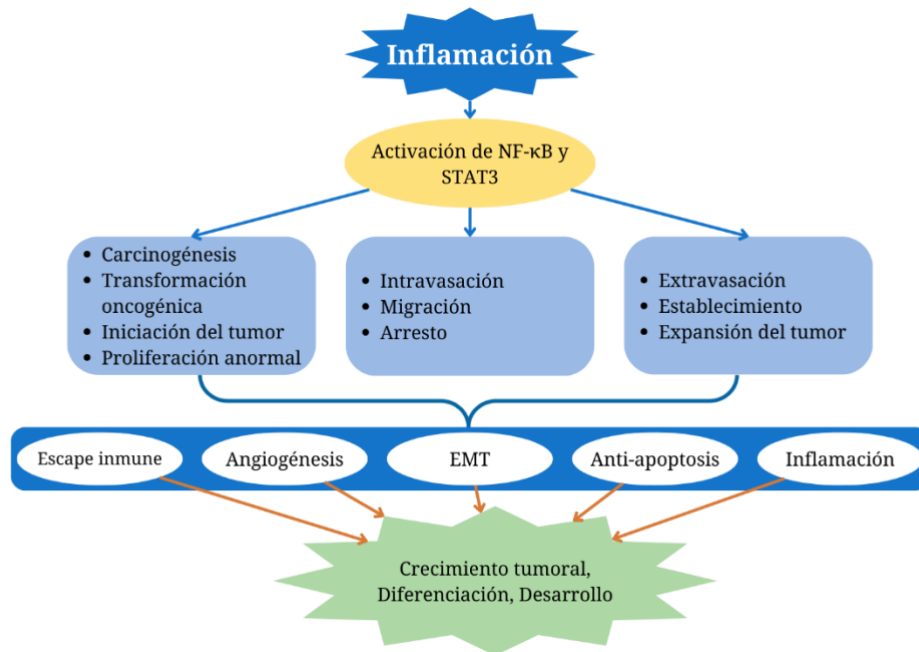 Inflamación
Activación de NF-κB y
STAT3
• Carcinogénesis
• Transformación
oncogénica
• Iniciación del tumor
• Proliferación anormal
• Intravasación
• Migración
• Arresto
• Extravasación
• Establecimiento
• Expansión del tumor
Escape inmune
Angiogénesis
EMT
Anti-apoptosis
Inflamación
Crecimiento tumoral,
Diferenciación, Desarrollo